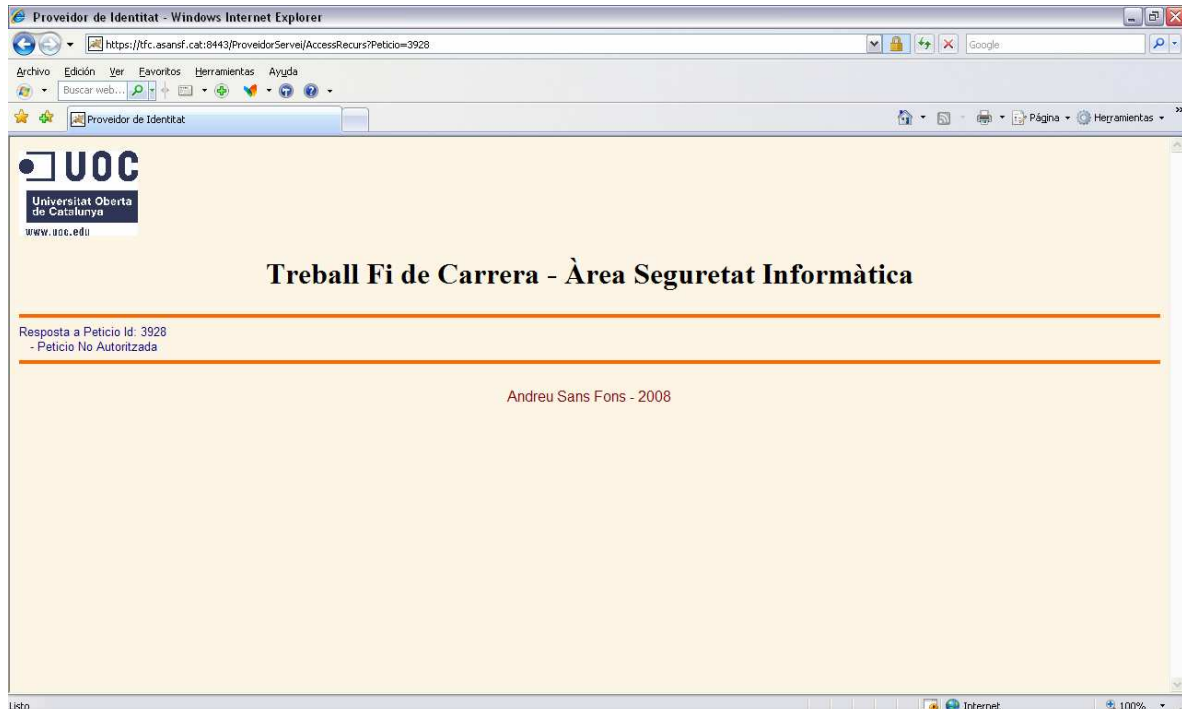 Proveidor de Identitat - Windows Internet Explorer
https://tfc.asansf.cat:8443/ProveidorServei/AccessRecurs?Peticio=3928
Google
Archivo Edición Ver Favoritos Herramientas Ayuda
Buscar web...
Proveidor de Identitat
Página
Herramientas
UOC
Universitat Oberta
de Catalunya
www.uoc.edu
Treball Fi de Carrera - Àrea Seguretat Informàtica
Resposta a Peticio Id: 3928
- Peticio No Autoritzada
Andreu Sans Fons - 2008
Listo
Internet
100%